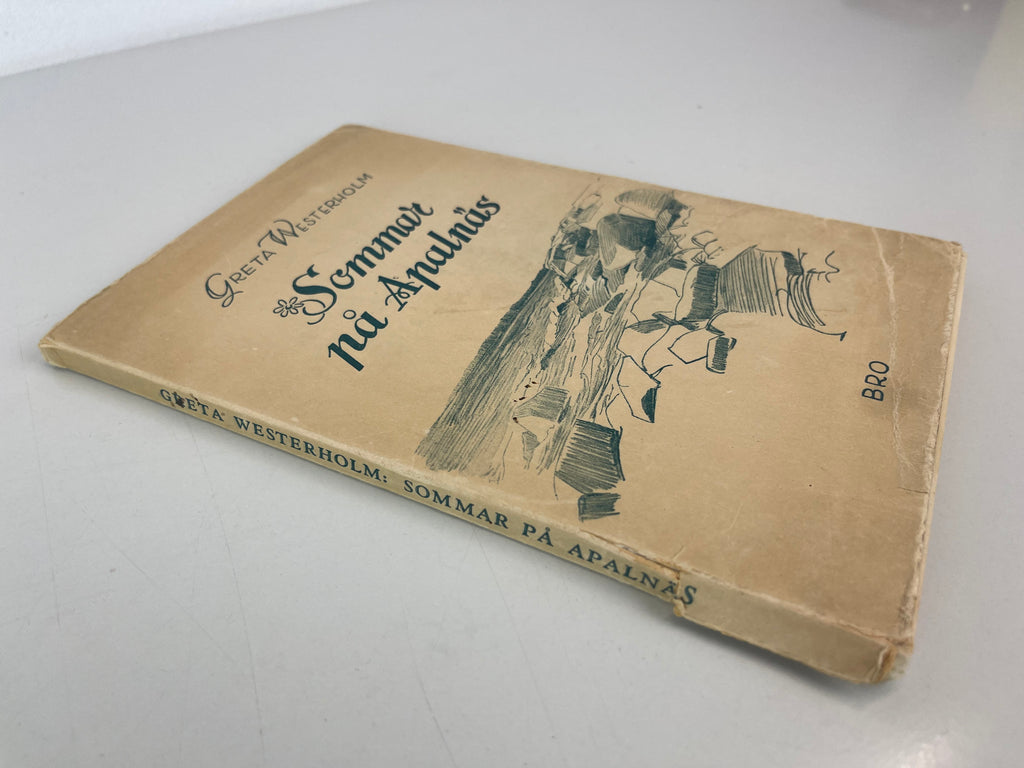 GRETA WESTERHOLM
Sommar
på Apalnäs
BRO
GRETA WESTERHOLM: SOMMAR PÅ APALNÄS